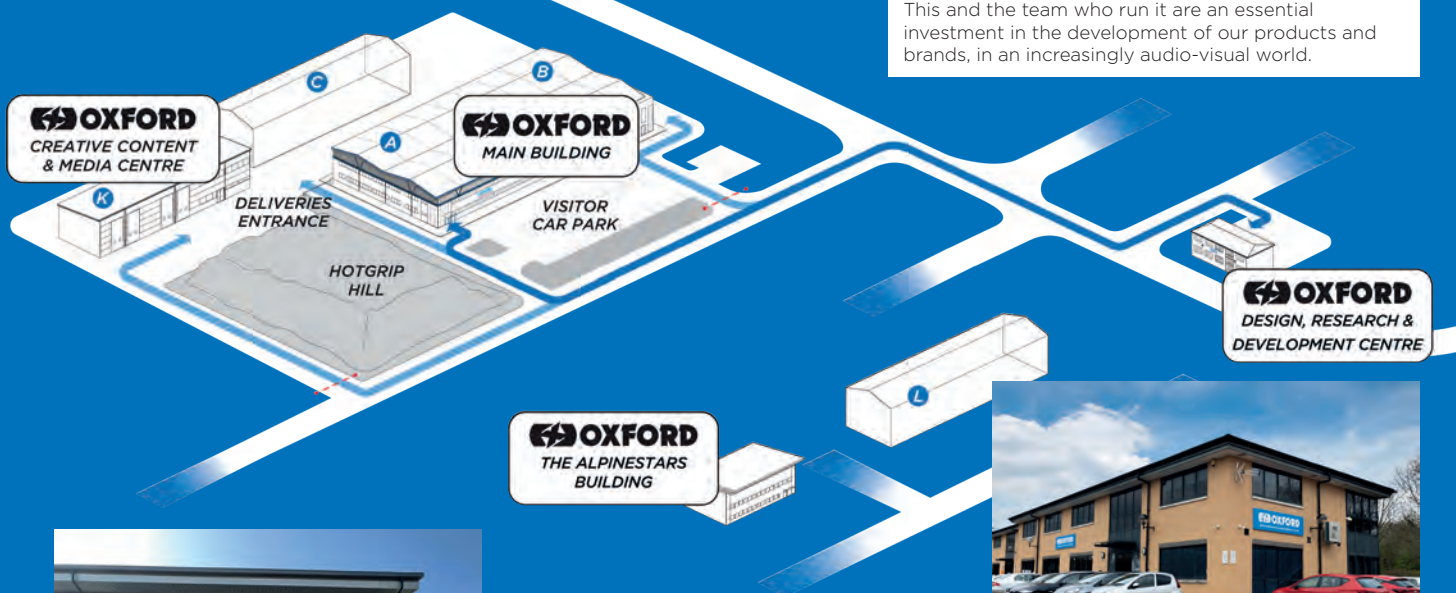 This and the team who run it are an essential
investment in the development of our products and
brands, in an increasingly audio-visual world.
C
B
OXFORD
CREATIVE CONTENT
& MEDIA CENTRE
A
OXFORD
MAIN BUILDING
K
DELIVERIES
ENTRANCE
VISITOR
CAR PARK
HOTGRIP
HILL
OXFORD
DESIGN, RESEARCH &
DEVELOPMENT CENTRE
L
OXFORD
THE ALPINESTARS
BUILDING
OXFORD